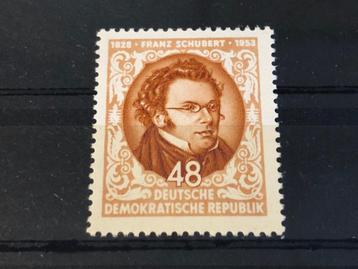 1828 · FRANZ SCHUBERT · 1953
48
DEUTSCHE
DEMOKRATISCHE REPUBLIK